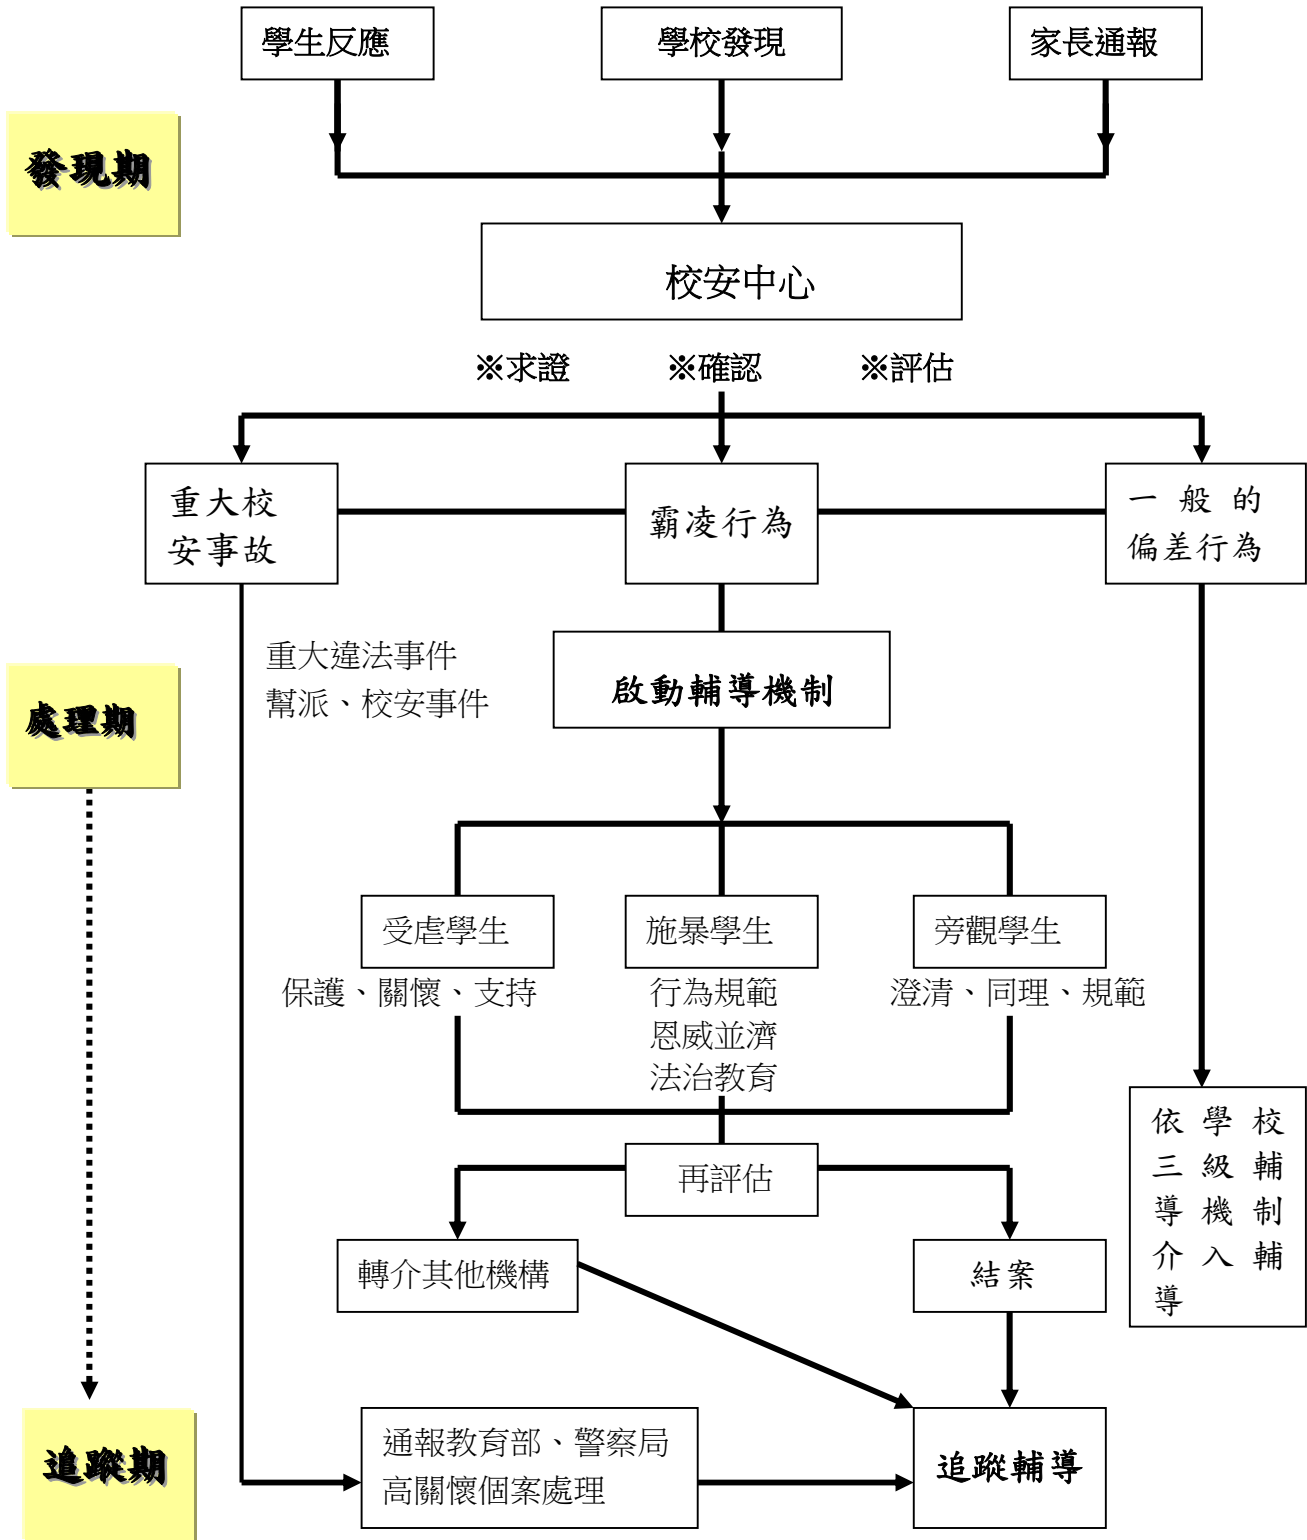 學生反應
學校發現
家長通報
發現期
校安中心
※求證
※確認
※評估
重大校
安事故
霸凌行為
一般的
偏差行為
重大違法事件
幫派、校安事件
啟動輔導機制
處理期
受虐學生
施暴學生
旁觀學生
保護、關懷、支持
行為規範
恩威並濟
法治教育
澄清、同理、規範
依學校
三級輔
導機制
介入輔
導
再評估
轉介其他機構
結案
通報教育部、警察局
高關懷個案處理
追蹤輔導
追蹤期